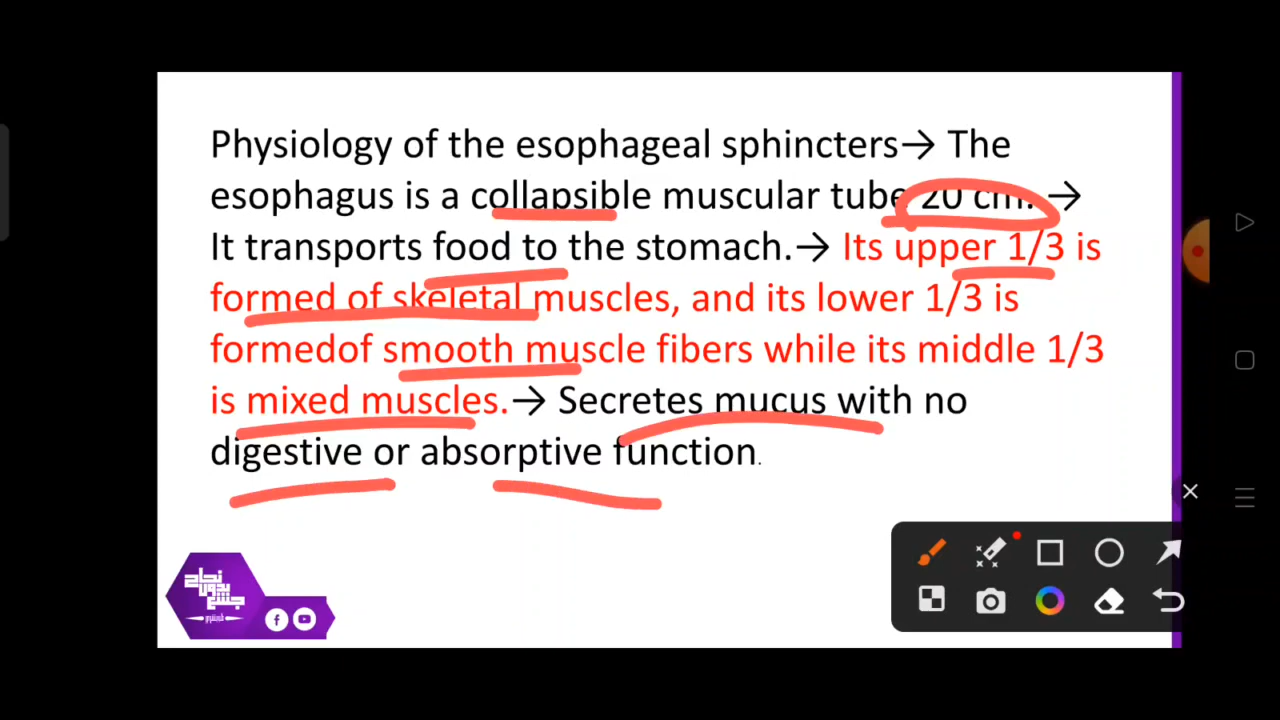 Physiology of the esophageal sphincters→ The
esophagus is a collapsible muscular tube 20 cm. →
It transports food to the stomach.→ Its upper 1/3 is
formed of skeletal muscles, and its lower 1/3 is
formedof smooth muscle fibers while its middle 1/3
is mixed muscles.→ Secretes mucus with no
digestive or absorptive function.
نجاح
بدون